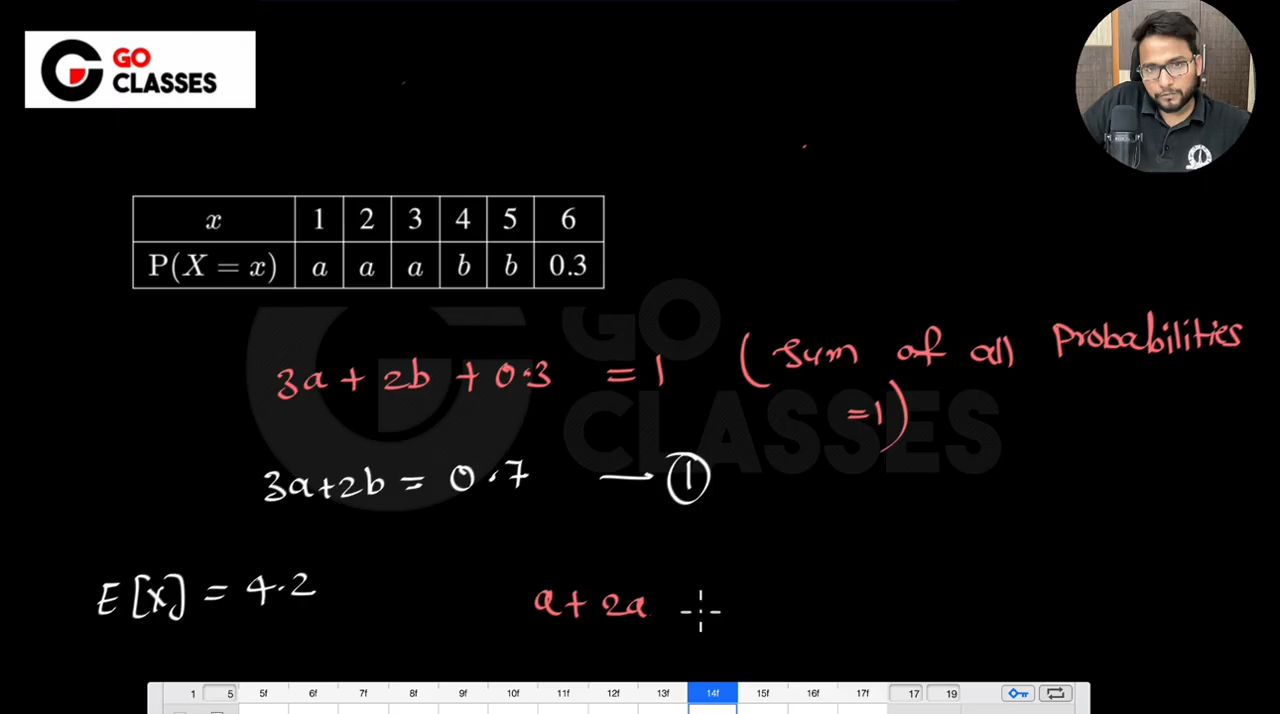 GO
CLASSES
x 1 2 3 4 5 6
P(X = x) a a a b b 0.3
GO
CLASSES
3a + 2b + 0.3 = 1 (Sum of all Probabilities
=1)
3a+2b = 0.7 — ①
E[X] = 4.2 a + 2a
1 5 5f 6f 7f 8f 9f 10f 11f 12f 13f 14f 15f 16f 17f 17 19